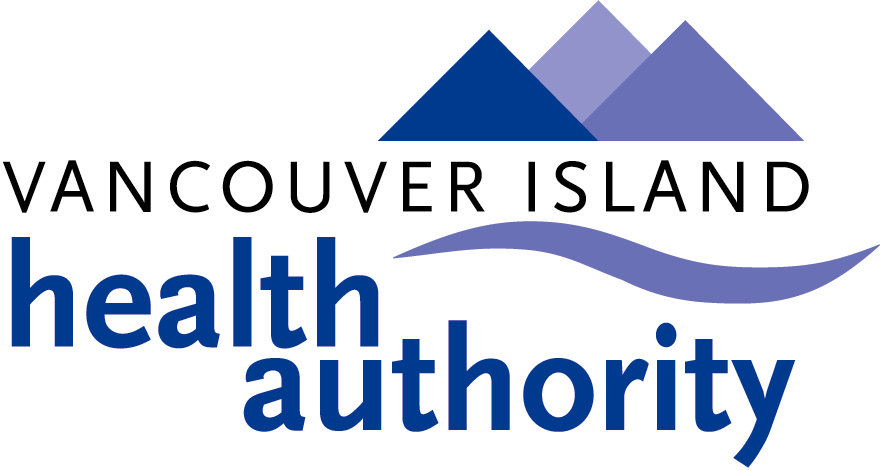 VANCOUVER ISLAND
health
authority